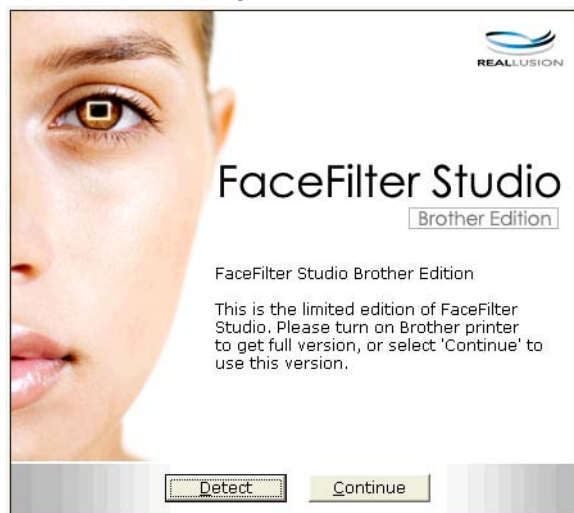 REALLUSION
FaceFilter Studio
Brother Edition
FaceFilter Studio Brother Edition
This is the limited edition of FaceFilter
Studio. Please turn on Brother printer
to get full version, or select 'Continue' to
use this version.
Detect
Continue